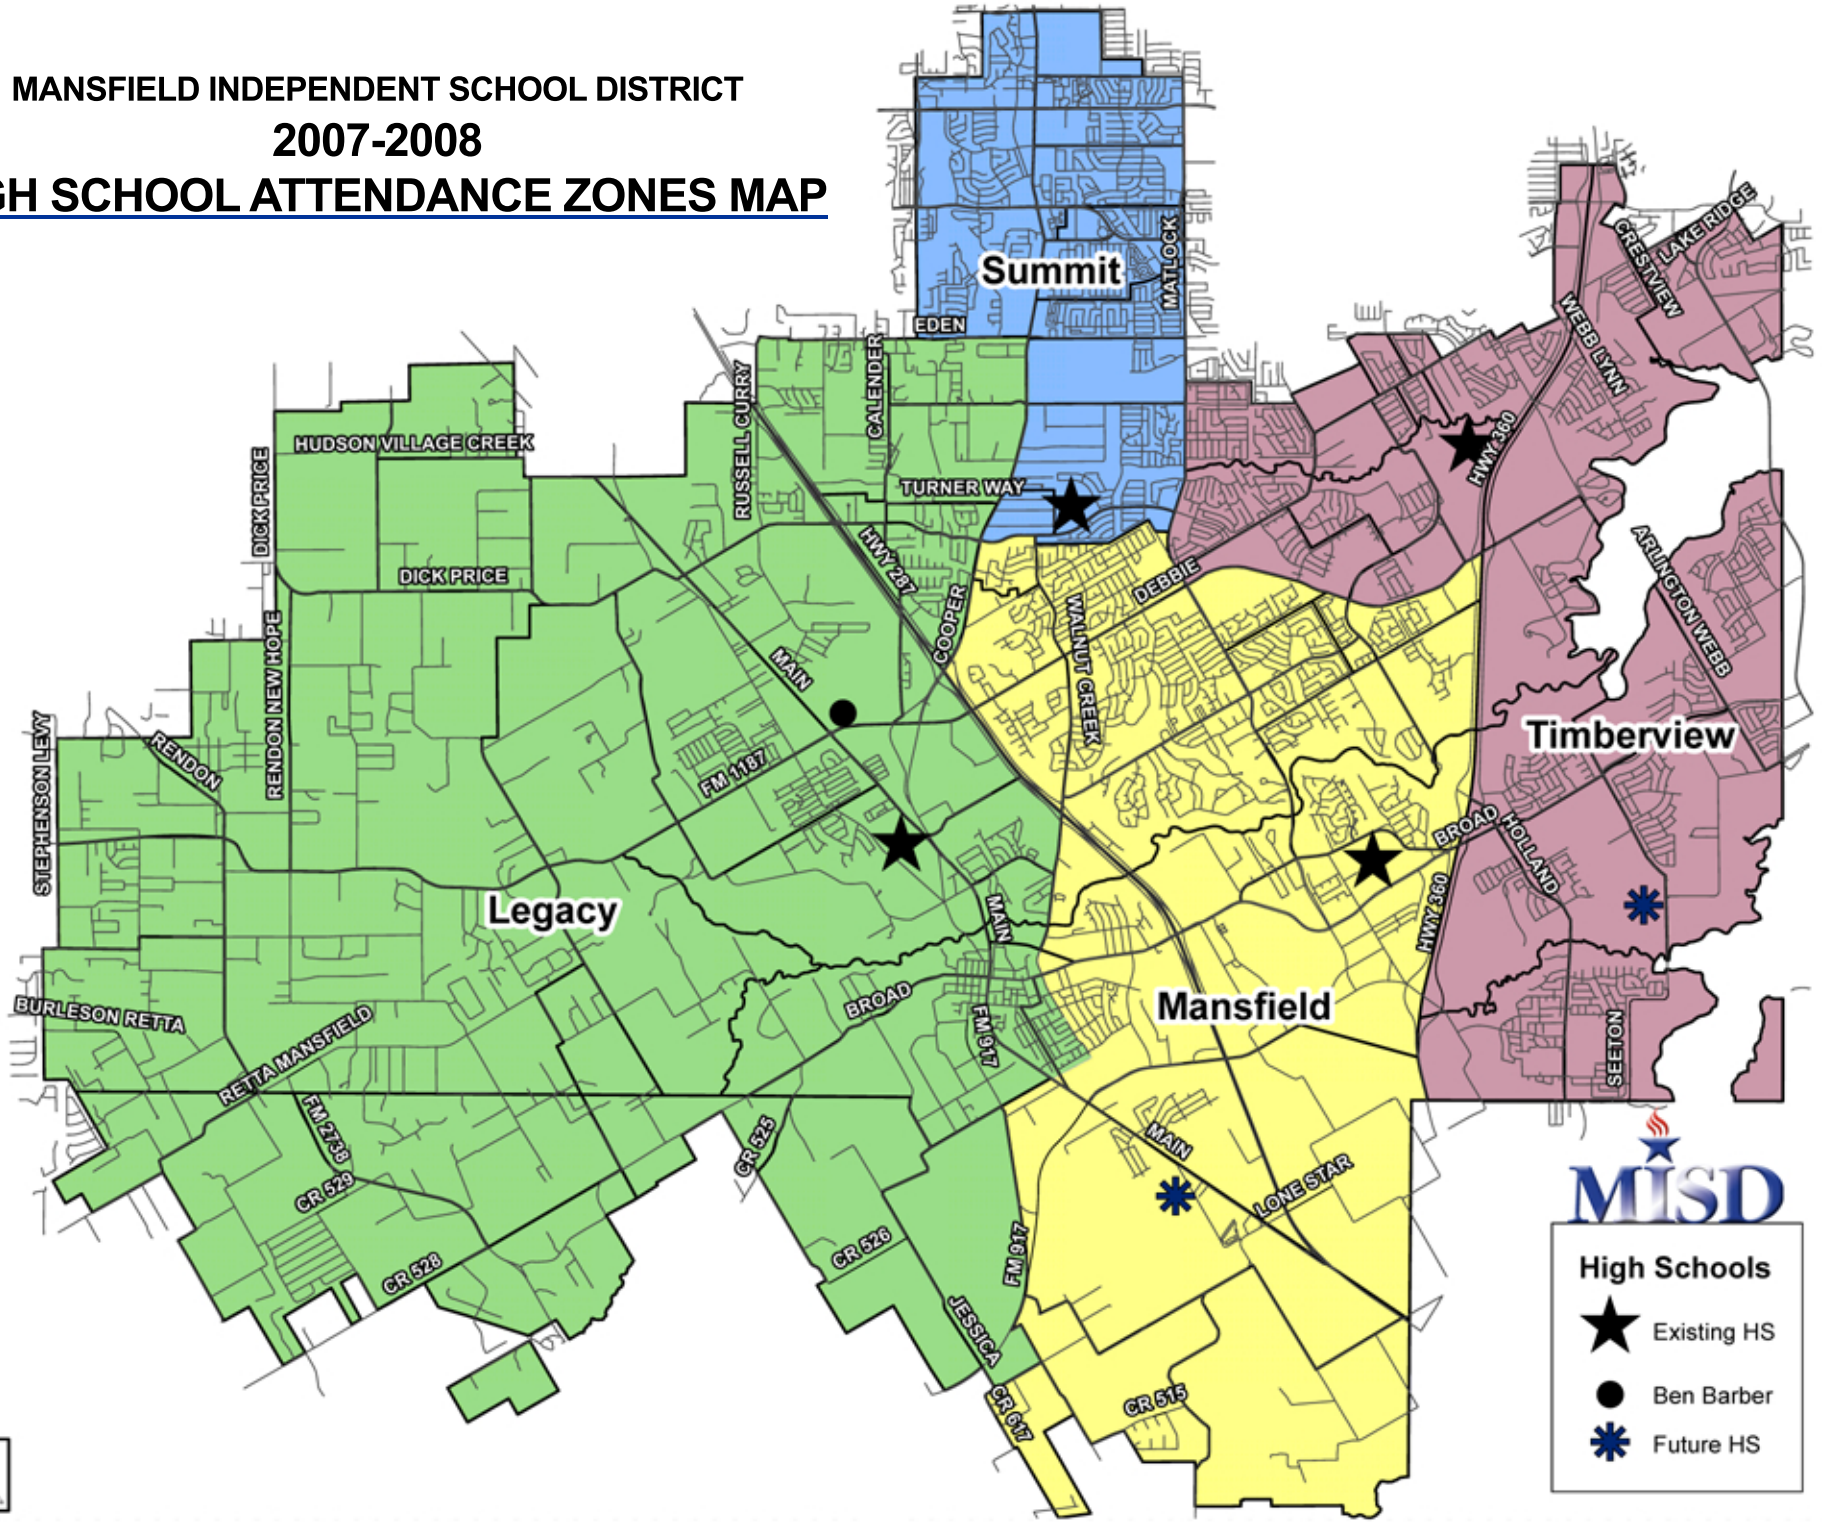 MANSFIELD INDEPENDENT SCHOOL DISTRICT
2007-2008
GH SCHOOL ATTENDANCE ZONES MAP
LAKE RIDGE
CRESTVIEW
MATLOCK
Summit
EDEN
WEBB LYNN
CALENDER
RUSSELL CURRY
HUDSON VILLAGE CREEK
HWY 360
DICK PRICE
TURNER WAY
HWY 287
DICK PRICE
DEBBIE
ARLINGTON WEBB
COOPER
WALNUT CREEK
RENDON NEW HOPE
MAIN
Timberview
STEPHENSON LEVY
RENDON
FM 1187
BROAD
HOLLAND
Legacy
MAIN
HWY 360
BROAD
Mansfield
BURLESON RETTA
FM 917
RETTA MANSFIELD
SEETON
FM 2738
CR 525
MAIN
MISD
CR 529
LONE STAR
CR 526
FM 917
CR 528
JESSICA
CR 515
CR 617
High Schools
Existing HS
Ben Barber
Future HS